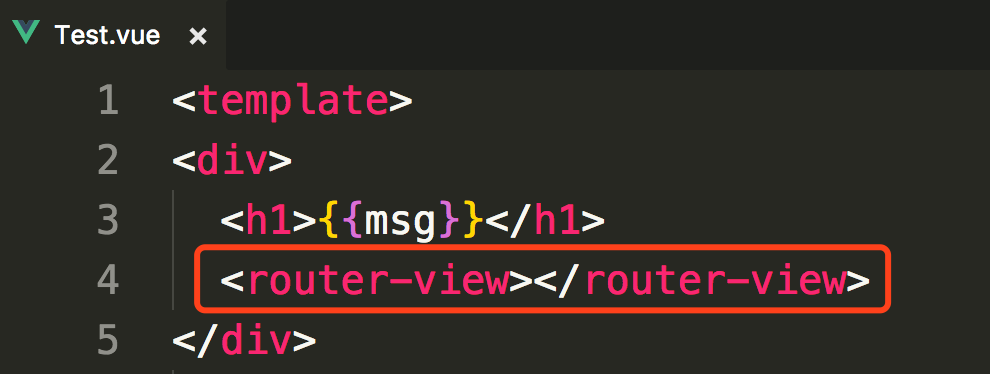 Test.vue ×
1 <template>
2 <div>
3 <h1>{{msg}}</h1>
4 <router-view></router-view>
5 </div>